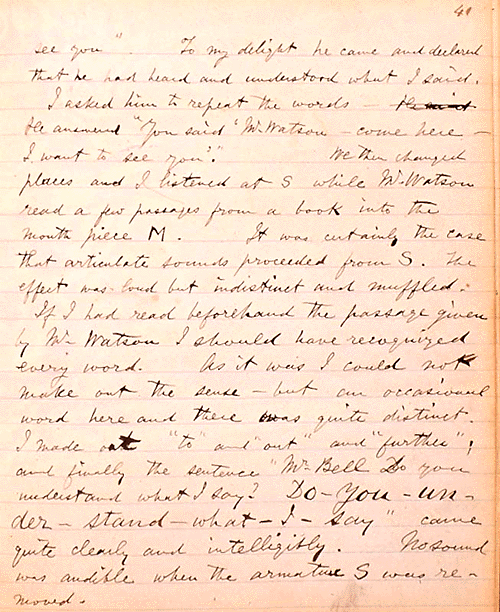 41
see you". To my delight he came and declared
that he had heard and understood what I said.
I asked him to repeat the words —
He answered "You said 'Mr. Watson — come here —
I want to see you'." We then changed
places and I listened at S while Mr. Watson
read a few passages from a book into the
mouth piece M. It was certainly the case
that articulate sounds proceeded from S. The
effect was loud but indistinct and muffled.
If I had read beforehand the passage given
by Mr. Watson I should have recognized
every word. As it was I could not
make out the sense — but an occasional
word here and there was quite distinct.
I made out "to" and "out" and "further";
and finally the sentence "Mr. Bell Do you
understand what I say? Do-You-un-
der-stand-what-I-say" came
quite clearly and intelligibly. No sound
was audible when the armature S was re-
moved.